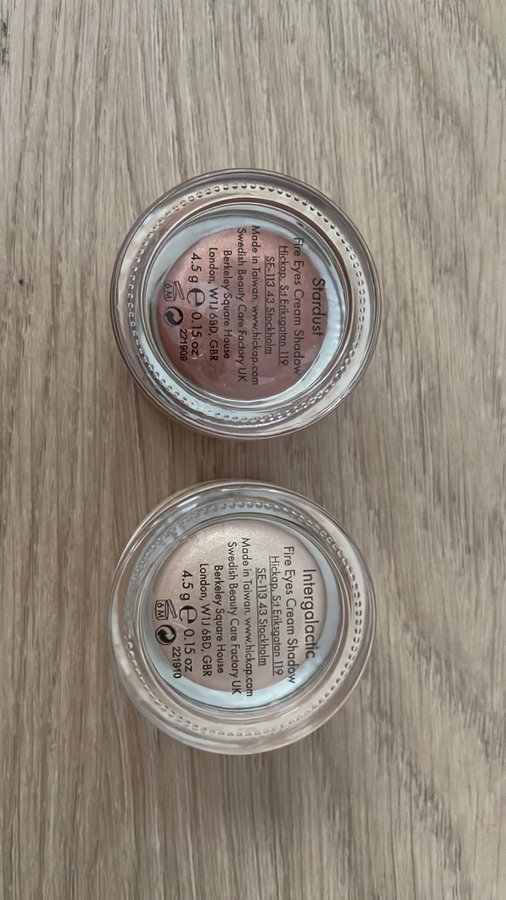 Stardust
Fire Eyes Cream Shadow
Hickap, S:t Eriksgatan 119
SE-113 43 Stockholm
Made in Taiwan, www.hickap.com
Swedish Beauty Care Factory UK
Berkeley Square House
London, W1J 6BD, GBR
4.5 g e 0.15 oz
6M 221909
Intergalactic
Fire Eyes Cream Shadow
Hickap, S:t Eriksgatan 119
SE-113 43 Stockholm
Made in Taiwan, www.hickap.com
Swedish Beauty Care Factory UK
Berkeley Square House
London, W1J 6BD, GBR
4.5 g e 0.15 oz
6M 221910